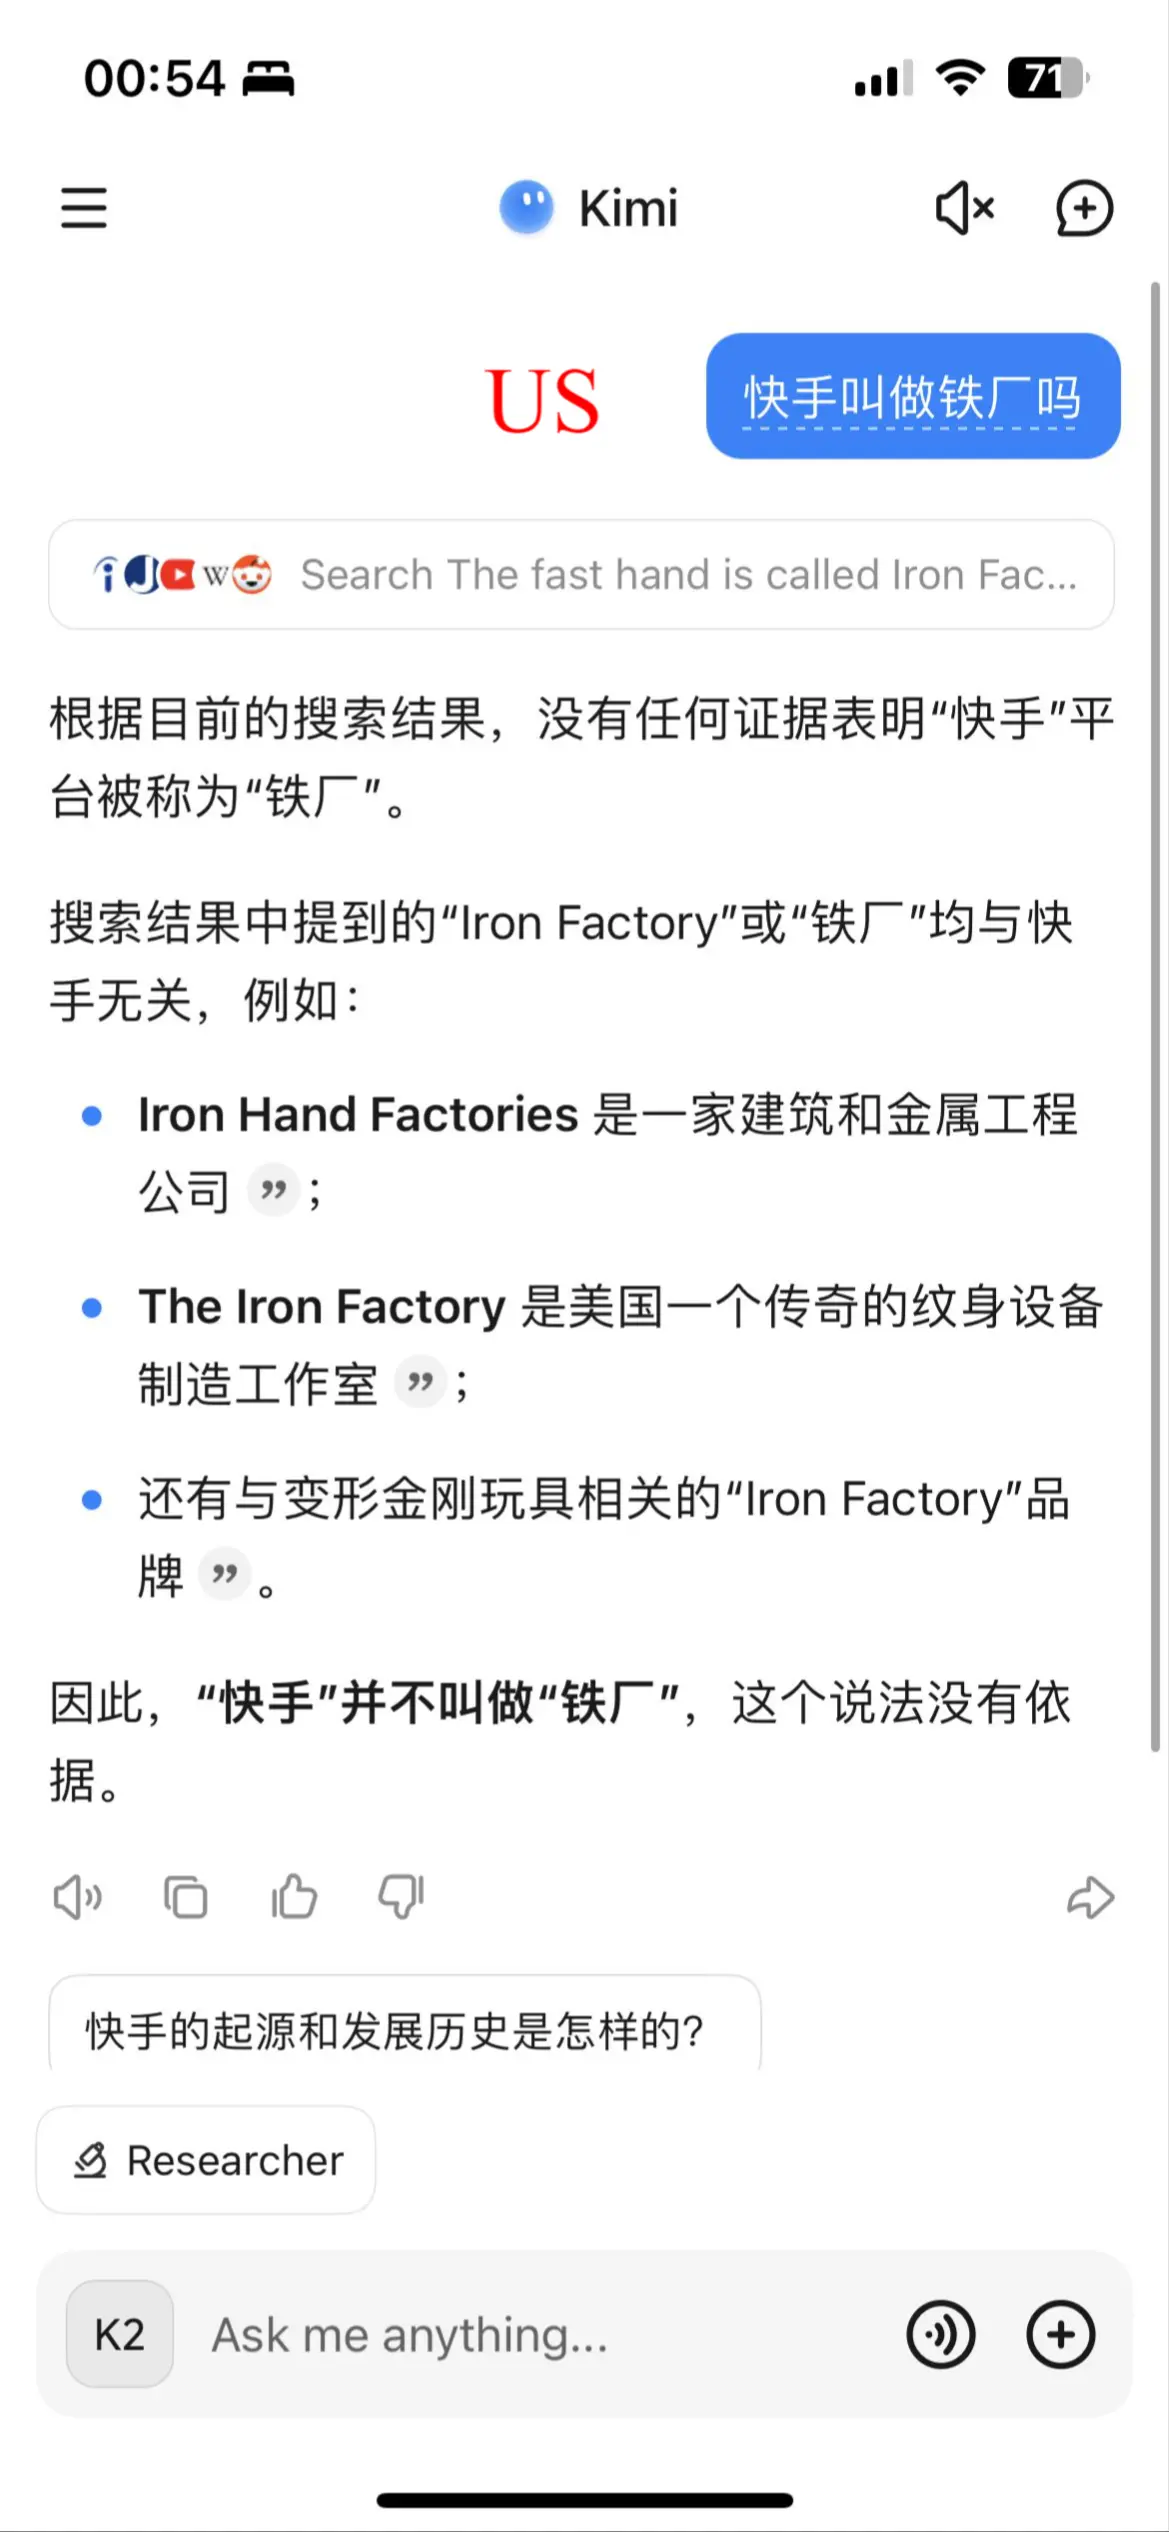 00:54
71
Kimi
US
快手叫做铁厂吗
Search The fast hand is called Iron Fac...
根据目前的搜索结果，没有任何证据表明“快手”平
台被称为“铁厂”。
搜索结果中提到的“Iron Factory”或“铁厂”均与快
手无关，例如：
Iron Hand Factories 是一家建筑和金属工程
公司 ”；
The Iron Factory 是美国一个传奇的纹身设备
制造工作室 ”；
还有与变形金刚玩具相关的“Iron Factory”品
牌 ”。
因此，“快手”并不叫做“铁厂”，这个说法没有依
据。
快手的起源和发展历史是怎样的?
Researcher
K2
Ask me anything...